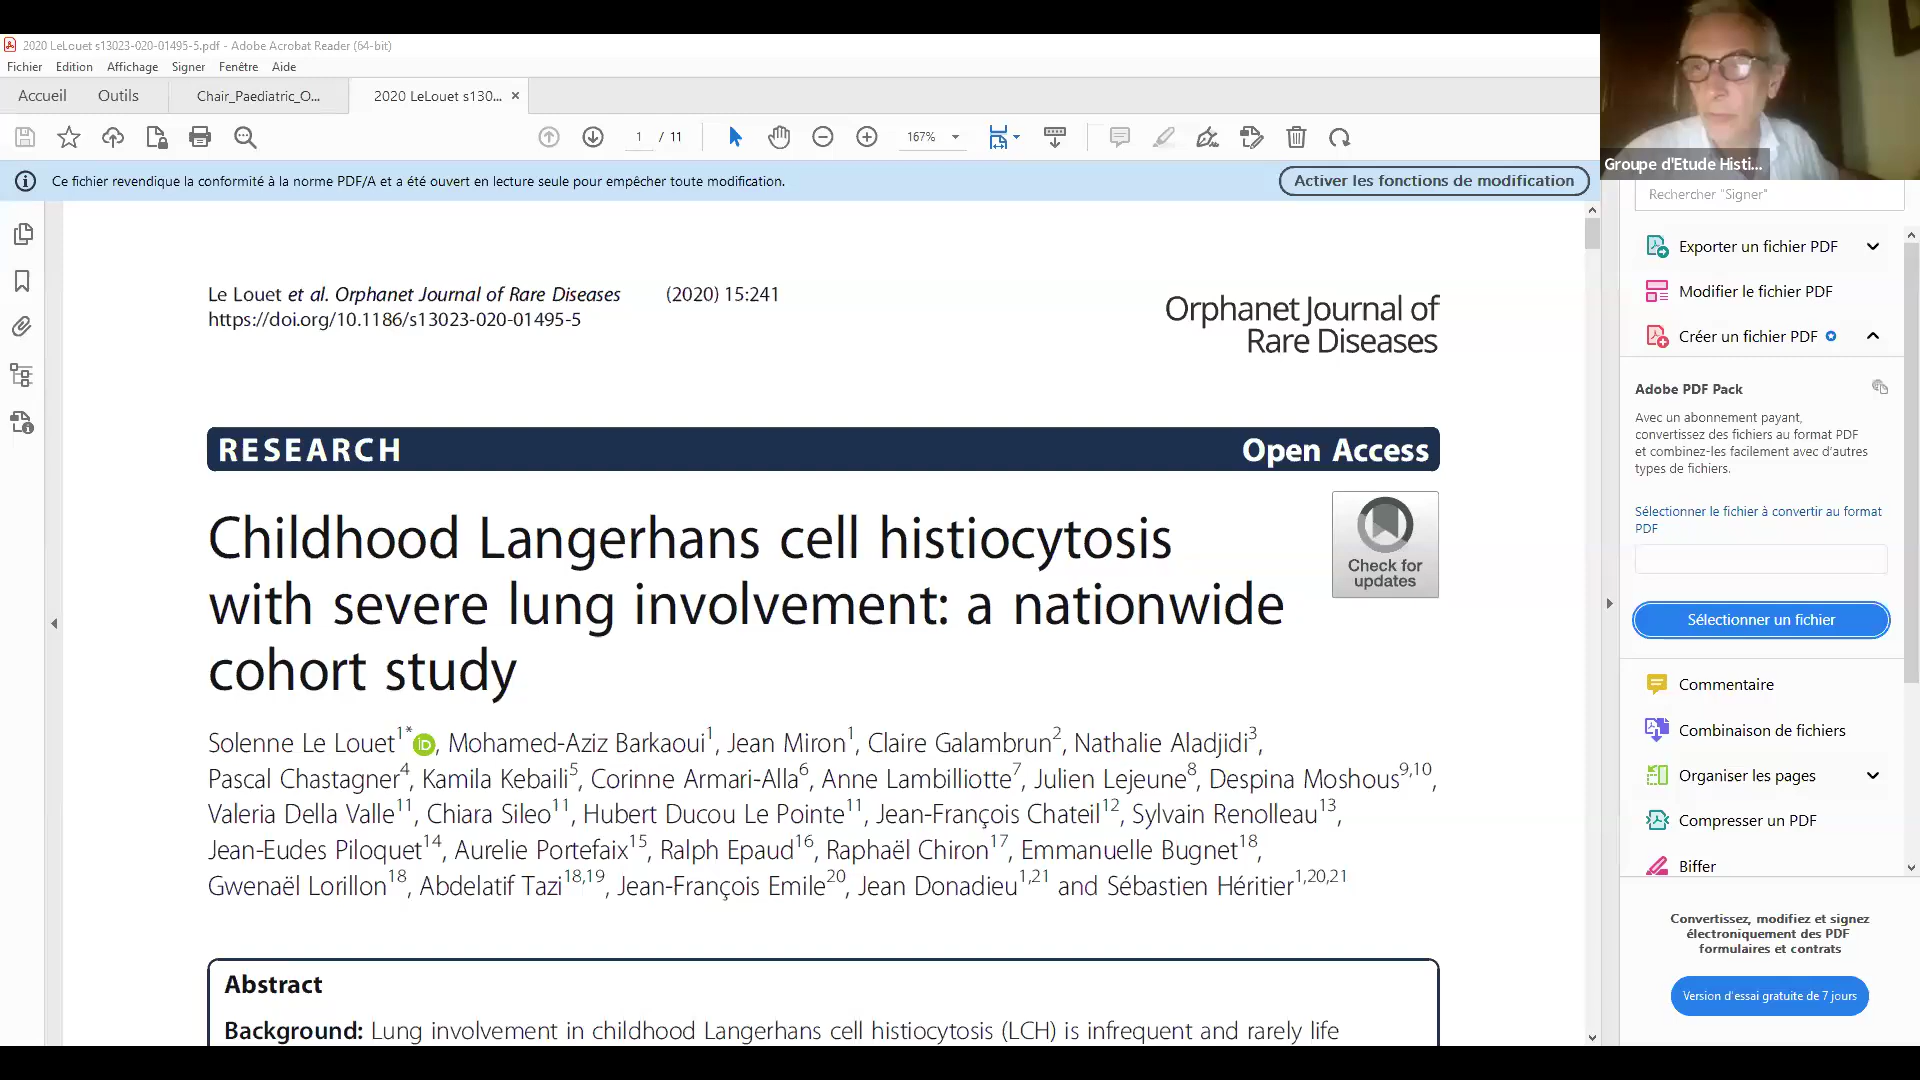 2020 LeLouet s13023-020-01495-5.pdf - Adobe Acrobat Reader (64-bit)
Fichier Edition Affichage Signer Fenêtre Aide
Accueil Outils Chair_Paediatric_O... 2020 LeLouet s130... ×
1 / 11 167%
Ce fichier revendique la conformité à la norme PDF/A et a été ouvert en lecture seule pour empêcher toute modification. Activer les fonctions de modification
Groupe d'Etude Histi...
Le Louet et al. Orphanet Journal of Rare Diseases (2020) 15:241
https://doi.org/10.1186/s13023-020-01495-5
Orphanet Journal of
Rare Diseases
RESEARCH Open Access
Check for
updates
Childhood Langerhans cell histiocytosis
with severe lung involvement: a nationwide
cohort study
Solenne Le Louet1* iD, Mohamed-Aziz Barkaoui1, Jean Miron1, Claire Galambrun2, Nathalie Aladjidi3,
Pascal Chastagner4, Kamila Kebaili5, Corinne Armari-Alla6, Anne Lambilliotte7, Julien Lejeune8, Despina Moshous9,10,
Valeria Della Valle11, Chiara Sileo11, Hubert Ducou Le Pointe11, Jean-François Chateil12, Sylvain Renolleau13,
Jean-Eudes Piloquet14, Aurelie Portefaix15, Ralph Epaud16, Raphaël Chiron17, Emmanuelle Bugnet18,
Gwenaël Lorillon18, Abdelatif Tazi18,19, Jean-François Emile20, Jean Donadieu1,21 and Sébastien Héritier1,20,21
Abstract
Background: Lung involvement in childhood Langerhans cell histiocytosis (LCH) is infrequent and rarely life
Rechercher "Signer"
Exporter un fichier PDF
Modifier le fichier PDF
Créer un fichier PDF
Adobe PDF Pack
Avec un abonnement payant,
convertissez des fichiers au format PDF
et combinez-les facilement avec d'autres
types de fichiers.
Sélectionner le fichier à convertir au format
PDF
Sélectionner un fichier
Commentaire
Combinaison de fichiers
Organiser les pages
Compresser un PDF
Biffer
Convertissez, modifiez et signez
électroniquement des PDF
formulaires et contrats
Version d'essai gratuite de 7 jours